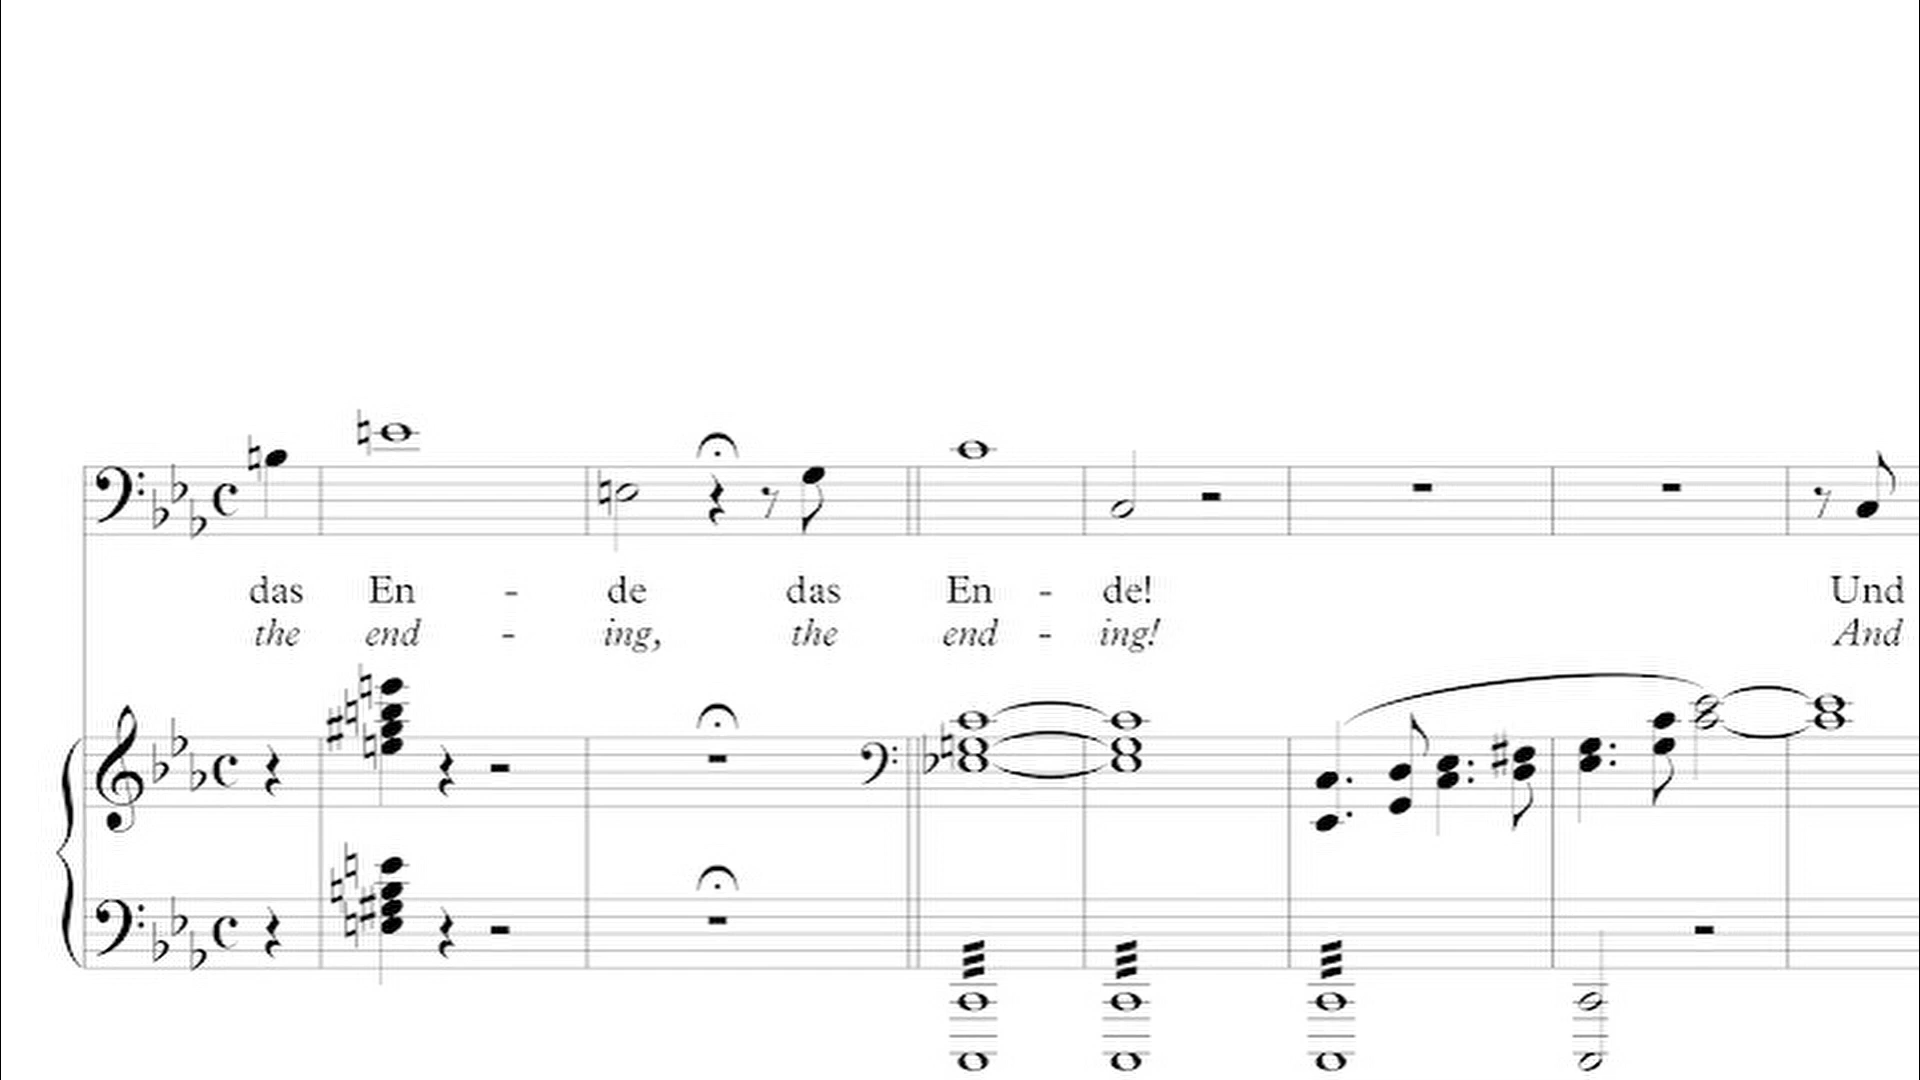 das En - de das En - de! Und
the end - ing, the end - ing! And